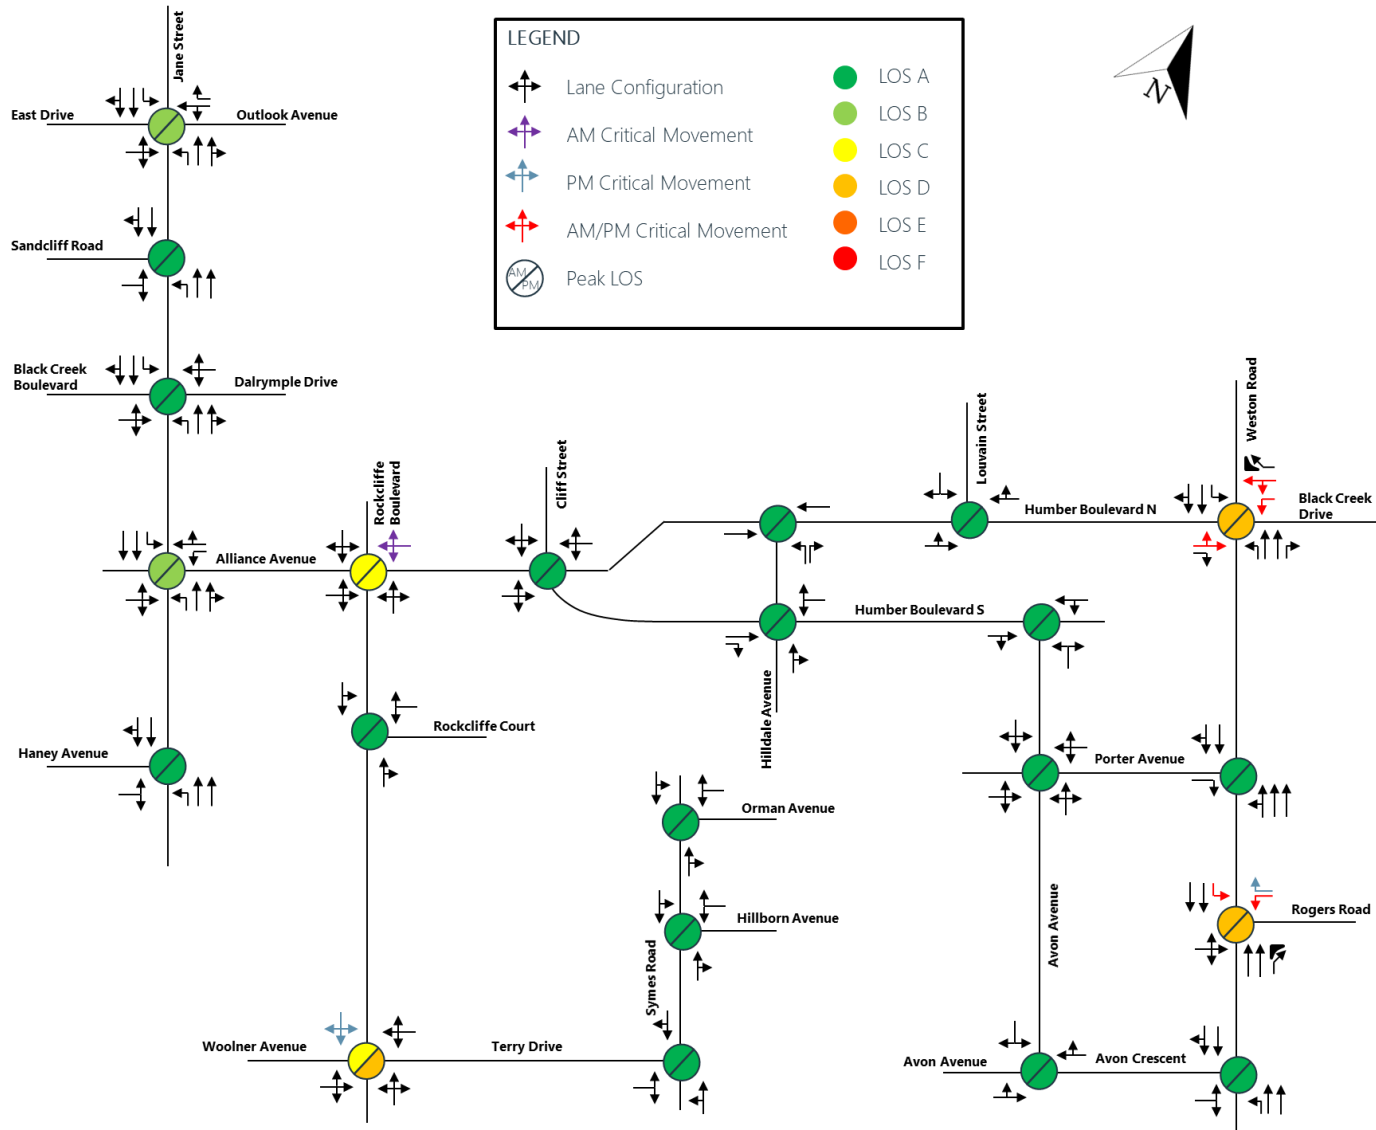 LEGEND
Lane Configuration
AM Critical Movement
PM Critical Movement
AM/PM Critical Movement
AM
PM
Peak LOS
LOS A
LOS B
LOS C
LOS D
LOS E
LOS F
N
Jane Street
East Drive
Outlook Avenue
Sandcliff Road
Black Creek
Boulevard
Dalrymple Drive
Rockcliffe
Boulevard
Cliff Street
Louvain Street
Weston Road
Alliance Avenue
Humber Boulevard N
Black Creek
Drive
Humber Boulevard S
Hilldale Avenue
Haney Avenue
Rockcliffe Court
Porter Avenue
Orman Avenue
Hillborn Avenue
Symes Road
Avon Avenue
Rogers Road
Woolner Avenue
Terry Drive
Avon Avenue
Avon Crescent